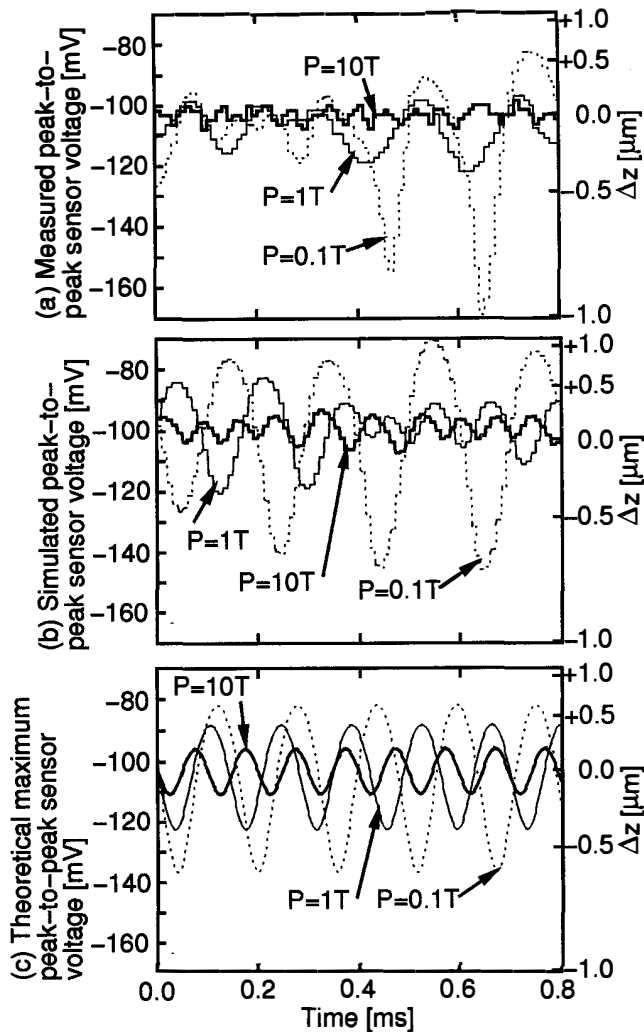 (a) Measured peak-to-
peak sensor voltage [mV]
-80
-100
-120
-140
-160
P=10T
P=1T
P=0.1T
+1.0
+0.5
0.0
-0.5
-1.0
Δz [μm]
(b) Simulated peak-to-
peak sensor voltage [mV]
-80
-100
-120
-140
-160
P=1T
P=10T
P=0.1T
+1.0
+0.5
0.0
-0.5
-1.0
Δz [μm]
(c) Theoretical maximum
peak-to-peak sensor
voltage [mV]
-80
-100
-120
-140
-160
P=10T
P=1T
P=0.1T
+1.0
+0.5
0.0
-0.5
-1.0
Δz [μm]
0.0 0.2 0.4 0.6 0.8
Time [ms]